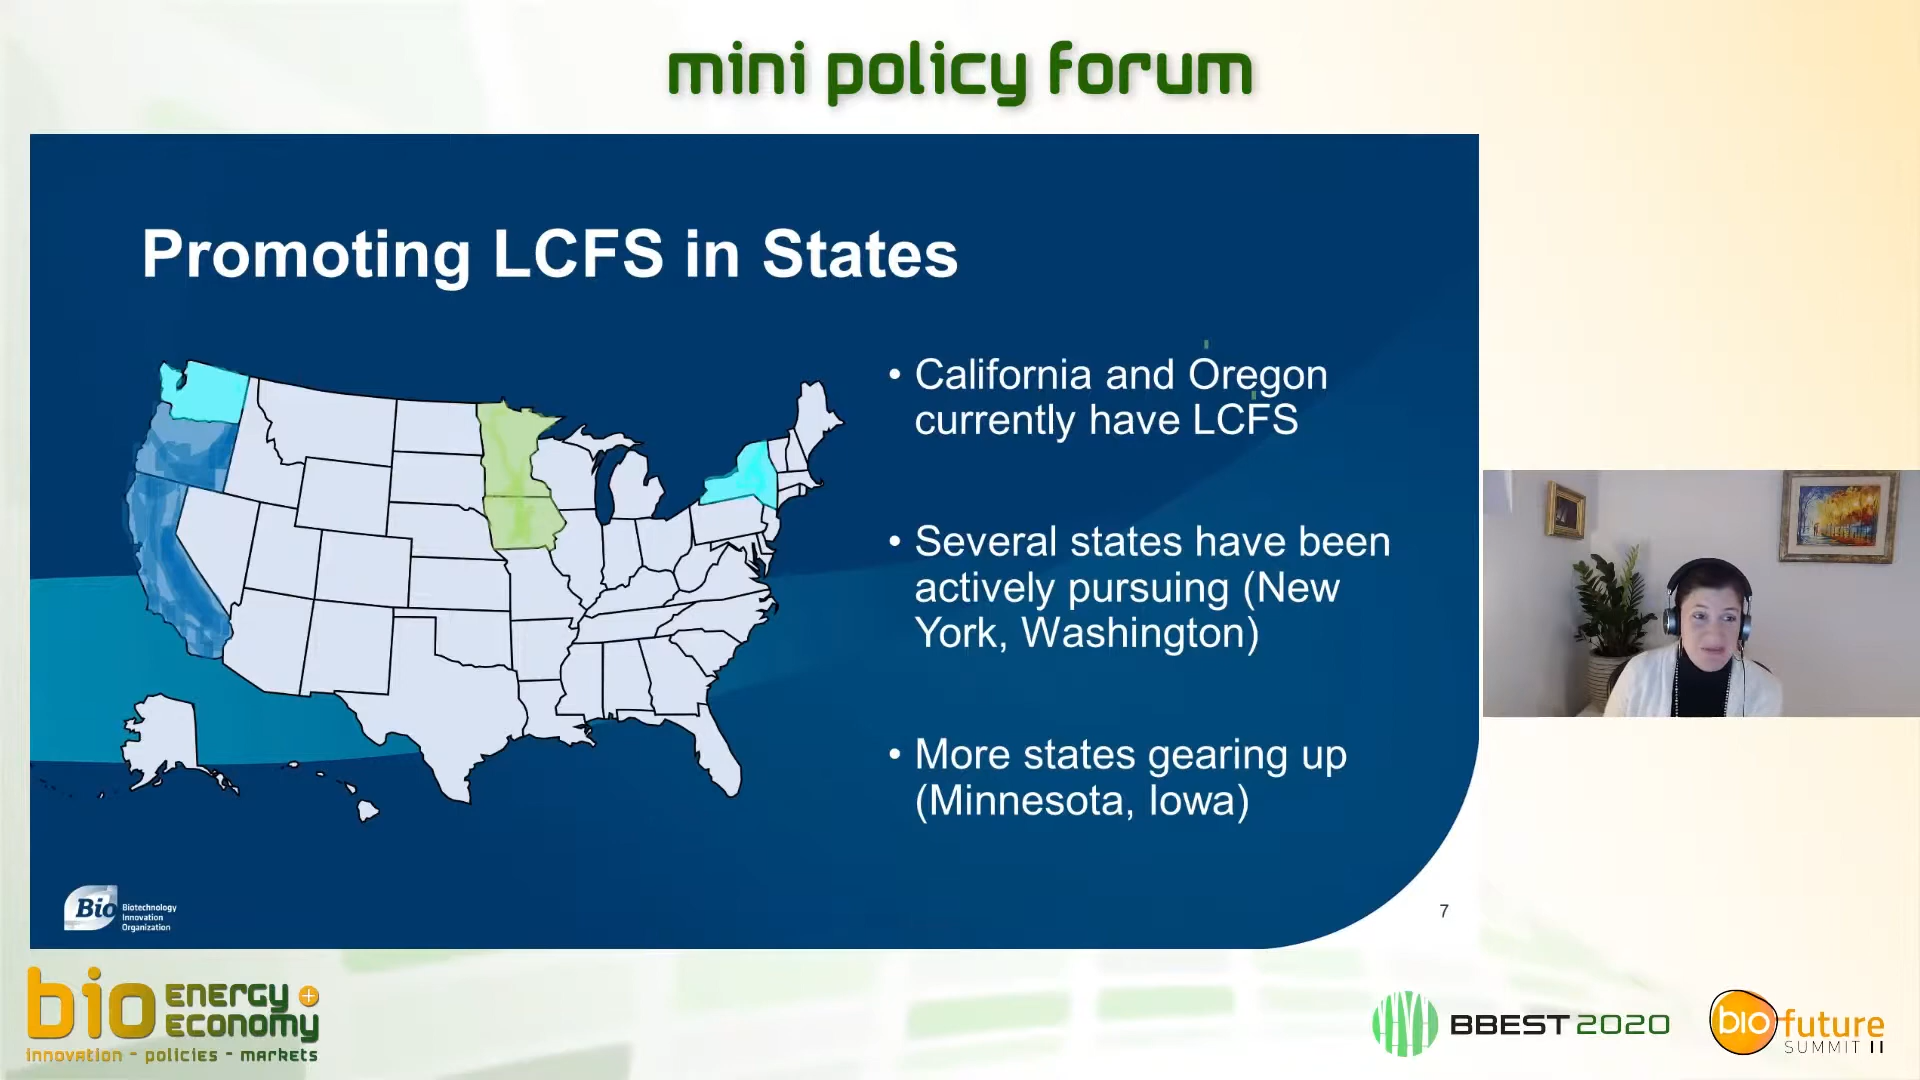 mini policy forum
Promoting LCFS in States
• California and Oregon
currently have LCFS
• Several states have been
actively pursuing (New
York, Washington)
• More states gearing up
(Minnesota, Iowa)
Bio
Biotechnology
Innovation
Organization
7
bio ENERGY +
ECONOMY
innovation - policies - markets
BBEST 2020
biofuture
SUMMIT II